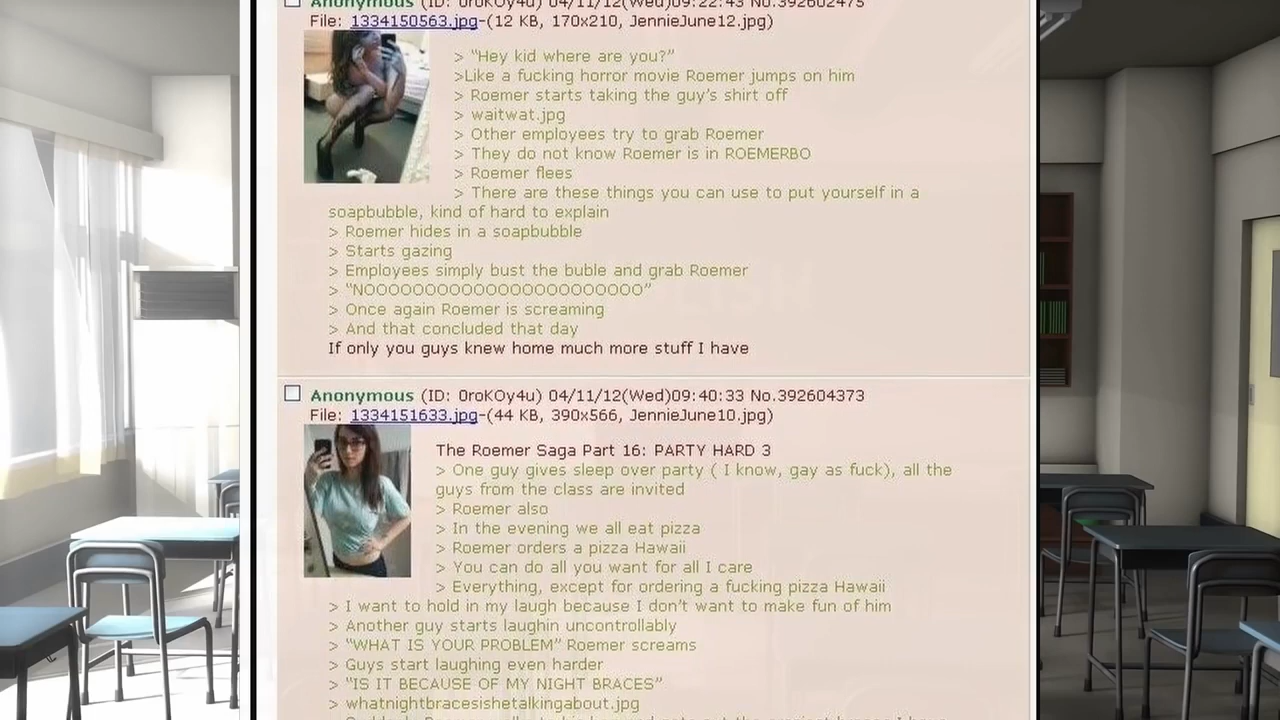 Anonymous (ID: 0roKOy4u) 04/11/12(Wed)09:22:43 No.392602475
File: 1334150563.jpg-(12 KB, 170x210, JennieJune12.jpg)
> “Hey kid where are you?”
>Like a fucking horror movie Roemer jumps on him
> Roemer starts taking the guy’s shirt off
> waitwat.jpg
> Other employees try to grab Roemer
> They do not know Roemer is in ROEMERBO
> Roemer flees
> There are these things you can use to put yourself in a
soapbubble, kind of hard to explain
> Roemer hides in a soapbubble
> Starts gazing
> Employees simply bust the buble and grab Roemer
> “NOOOOOOOOOOOOOOOOOOOOOOO”
> Once again Roemer is screaming
> And that concluded that day
If only you guys knew home much more stuff I have
Anonymous (ID: 0roKOy4u) 04/11/12(Wed)09:40:33 No.392604373
File: 1334151633.jpg-(44 KB, 390x566, JennieJune10.jpg)
The Roemer Saga Part 16: PARTY HARD 3
> One guy gives sleep over party ( I know, gay as fuck), all the
guys from the class are invited
> Roemer also
> In the evening we all eat pizza
> Roemer orders a pizza Hawaii
> You can do all you want for all I care
> Everything, except for ordering a fucking pizza Hawaii
> I want to hold in my laugh because I don’t want to make fun of him
> Another guy starts laughin uncontrollably
> “WHAT IS YOUR PROBLEM” Roemer screams
> Guys start laughing even harder
> “IS IT BECAUSE OF MY NIGHT BRACES”
> whatnightbracesishetalkingabout.jpg